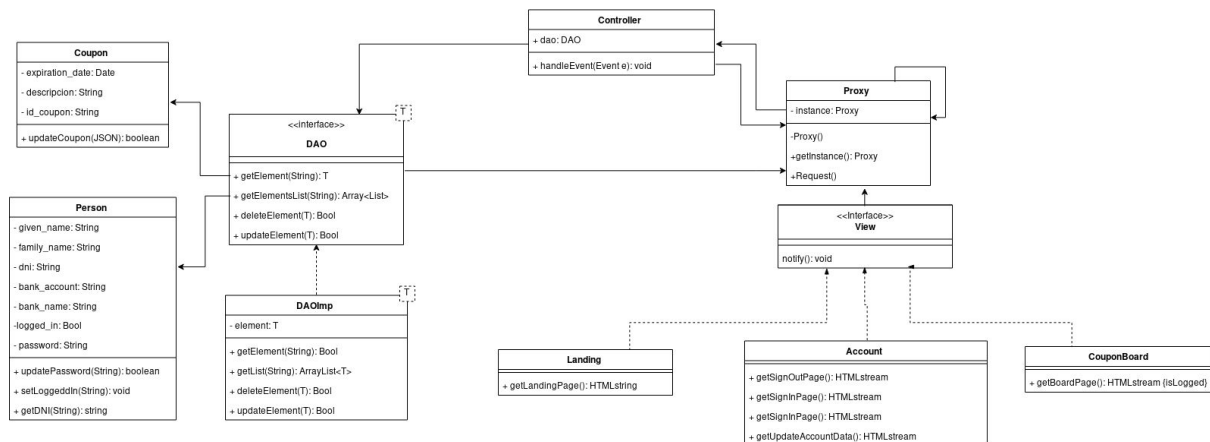 Controller
+ dao: DAO
+ handleEvent(Event e): void
Coupon
- expiration_date: Date
- descripcion: String
- id_coupon: String
+ updateCoupon(JSON): boolean
Proxy
- instance: Proxy
-Proxy()
+getInstance(): Proxy
+Request()
T
<<interface>>
DAO
+ getElement(String): T
+ getElementsList(String): Array<List>
+ deleteElement(T): Bool
+ updateElement(T): Bool
Person
- given_name: String
- family_name: String
- dni: String
- bank_account: String
- bank_name: String
-logged_in: Bool
- password: String
+ updatePassword(String): boolean
+ setLoggeddIn(String): void
+ getDNI(String): string
<<Interface>>
View
notify(): void
T
DAOImp
- element: T
+ getElement(String): Bool
+ getList(String): ArrayList<T>
+ deleteElement(T): Bool
+ updateElement(T): Bool
Landing
+ getLandingPage(): HTMLstring
Account
+ getSignOutPage(): HTMLstream
+ getSignInPage(): HTMLstream
+ getSignInPage(): HTMLstream
+ getUpdateAccountData(): HTMLstream
CouponBoard
+ getBoardPage(): HTMLstream {isLogged}